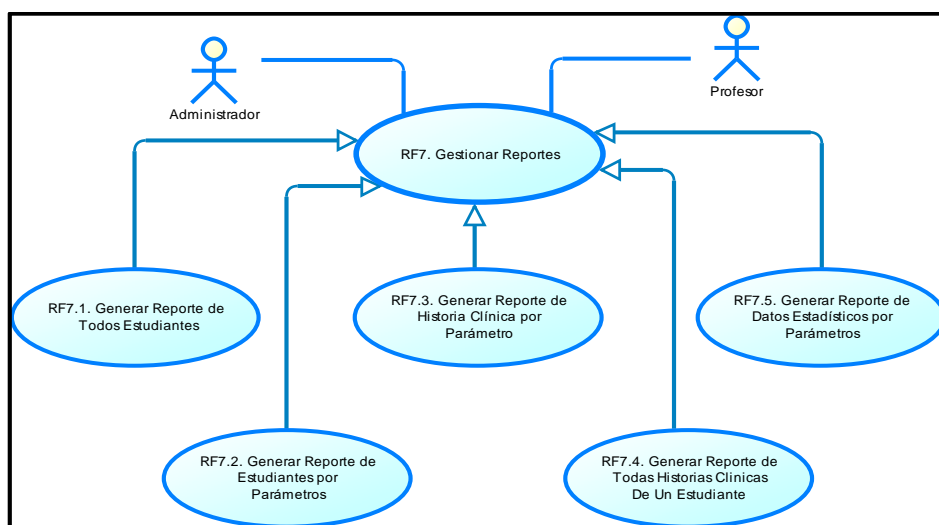 Administrador
Profesor
RF7. Gestionar Reportes
RF7.1. Generar Reporte de
Todos Estudiantes
RF7.3. Generar Reporte de
Historia Clínica por
Parámetro
RF7.5. Generar Reporte de
Datos Estadísticos por
Parámetros
RF7.2. Generar Reporte de
Estudiantes por
Parámetros
RF7.4. Generar Reporte de
Todas Historias Clinicas
De Un Estudiante